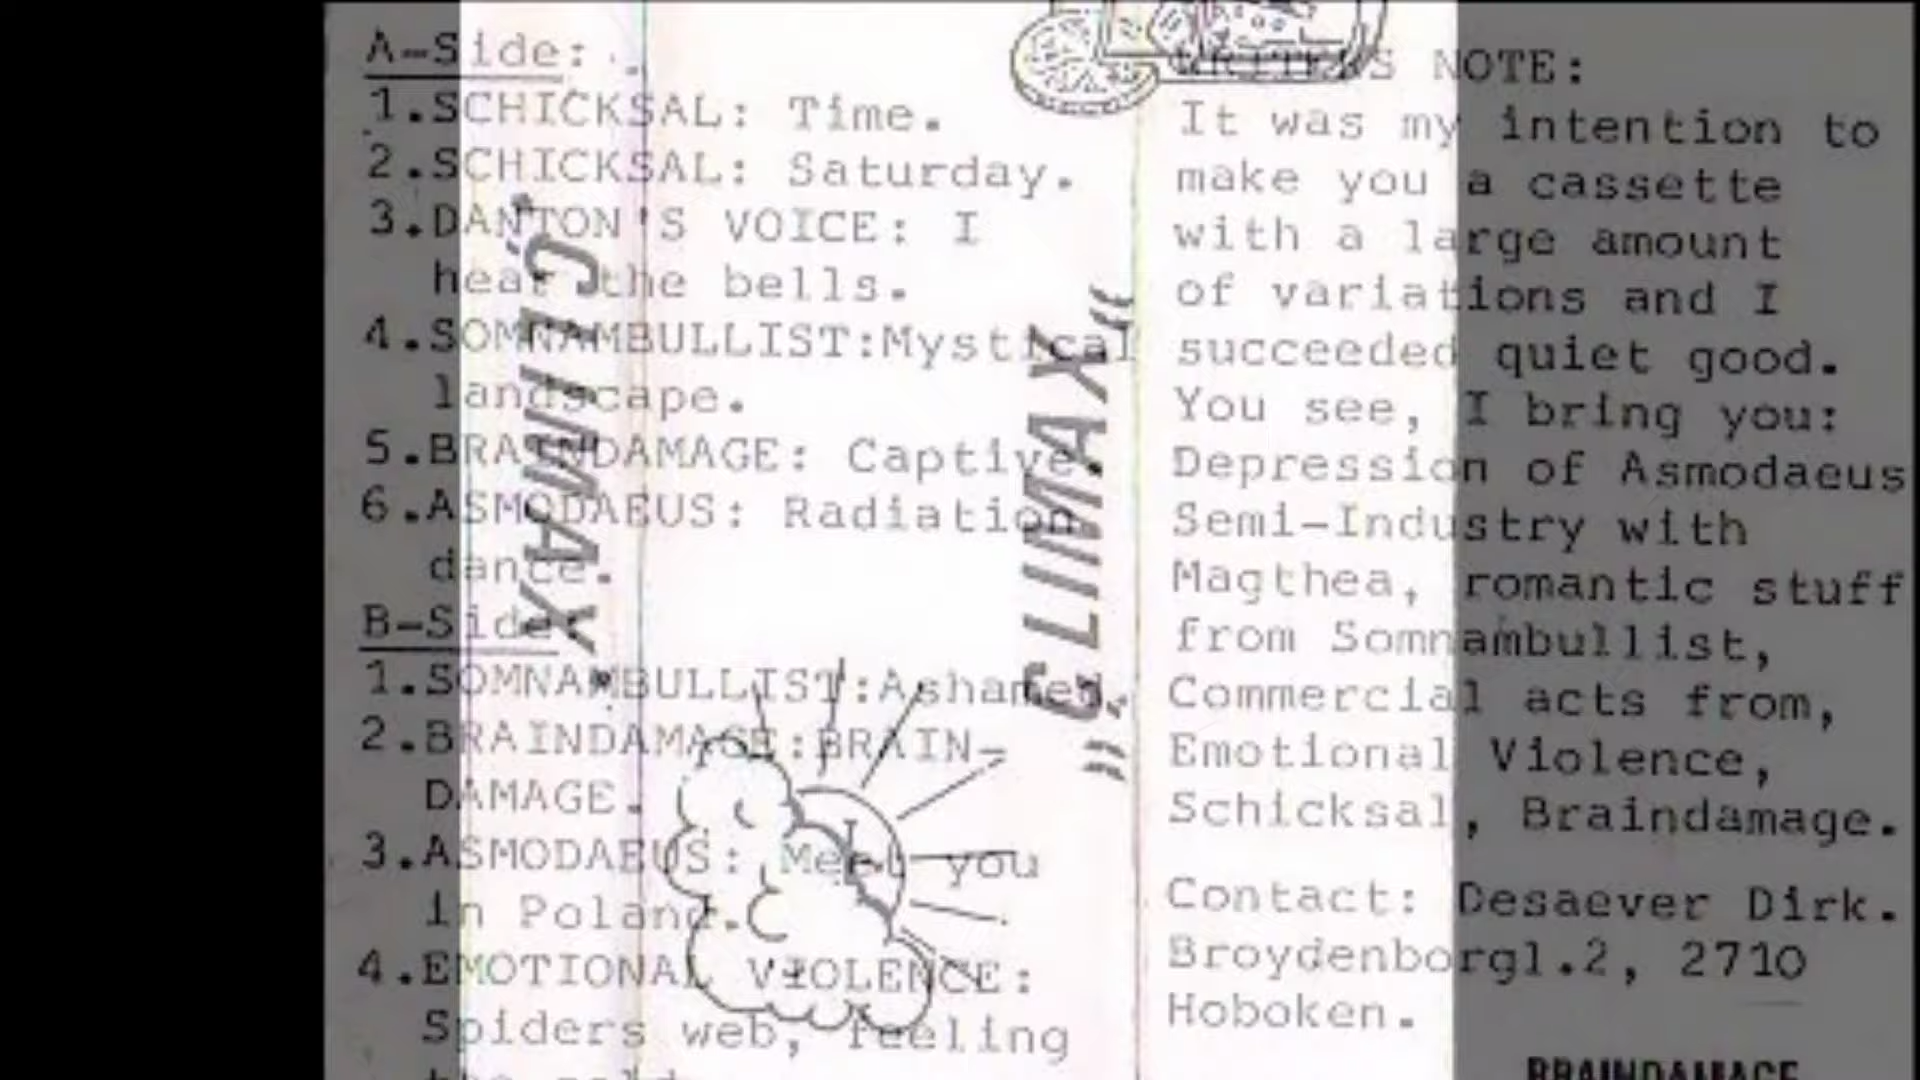 A-Side:
1.SCHICKSAL: Time.
2.SCHICKSAL: Saturday.
3.DANTON'S VOICE: I
hear the bells.
4.SOMNAMBULLIST:Mystical
landscape.
5.BRAINDAMAGE: Captive.
6.ASMODAEUS: Radiation
dance.
B-Side:
1.SOMNAMBULLIST:Ashamed.
2.BRAINDAMAGE:BRAIN-
DAMAGE.
3.ASMODAEUS: Meet you
in Poland.
4.EMOTIONAL VIOLENCE:
Spiders web, feeling
"CLIMAX"
"CLIMAX"
WRITERS NOTE:
It was my intention to
make you a cassette
with a large amount
of variations and I
succeeded quiet good.
You see, I bring you:
Depression of Asmodaeus
Semi-Industry with
Magthea, romantic stuff
from Somnambullist,
Commercial acts from,
Emotional Violence,
Schicksal, Braindamage.
Contact: Desaever Dirk.
Broydenborgl.2, 2710
Hoboken.
BRAINDAMAGE